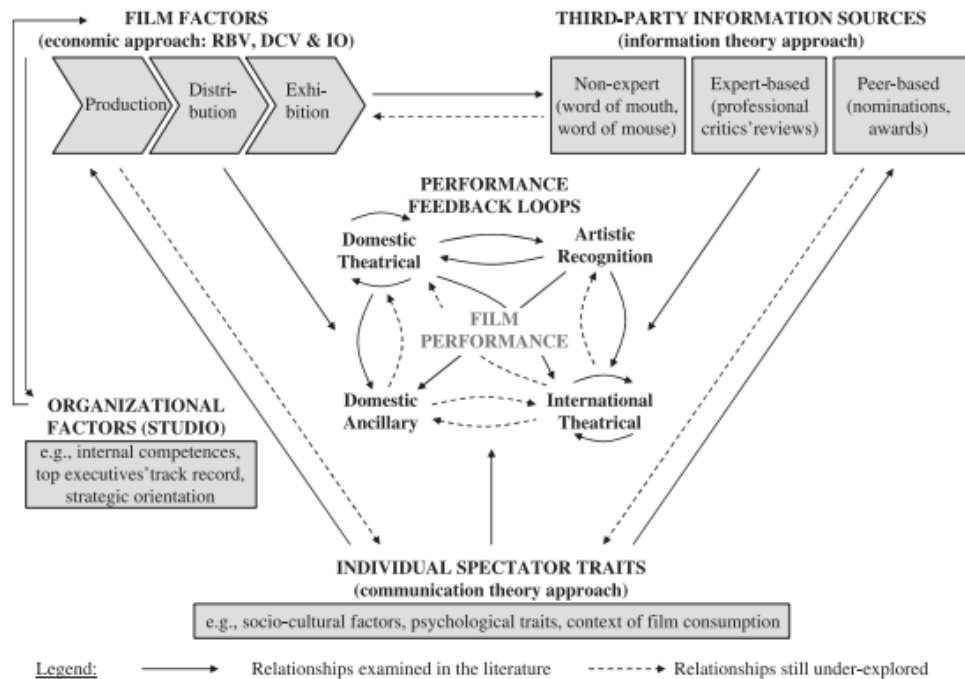 FILM FACTORS
(economic approach: RBV, DCV & IO)
Production
Distri-
bution
Exhi-
bition
THIRD-PARTY INFORMATION SOURCES
(information theory approach)
Non-expert
(word of mouth,
word of mouse)
Expert-based
(professional
critics'reviews)
Peer-based
(nominations,
awards)
PERFORMANCE
FEEDBACK LOOPS
Domestic
Theatrical
Artistic
Recognition
FILM
PERFORMANCE
Domestic
Ancillary
International
Theatrical
ORGANIZATIONAL
FACTORS (STUDIO)
e.g., internal competences,
top executives'track record,
strategic orientation
INDIVIDUAL SPECTATOR TRAITS
(communication theory approach)
e.g., socio-cultural factors, psychological traits, context of film consumption
Legend:
Relationships examined in the literature
Relationships still under-explored